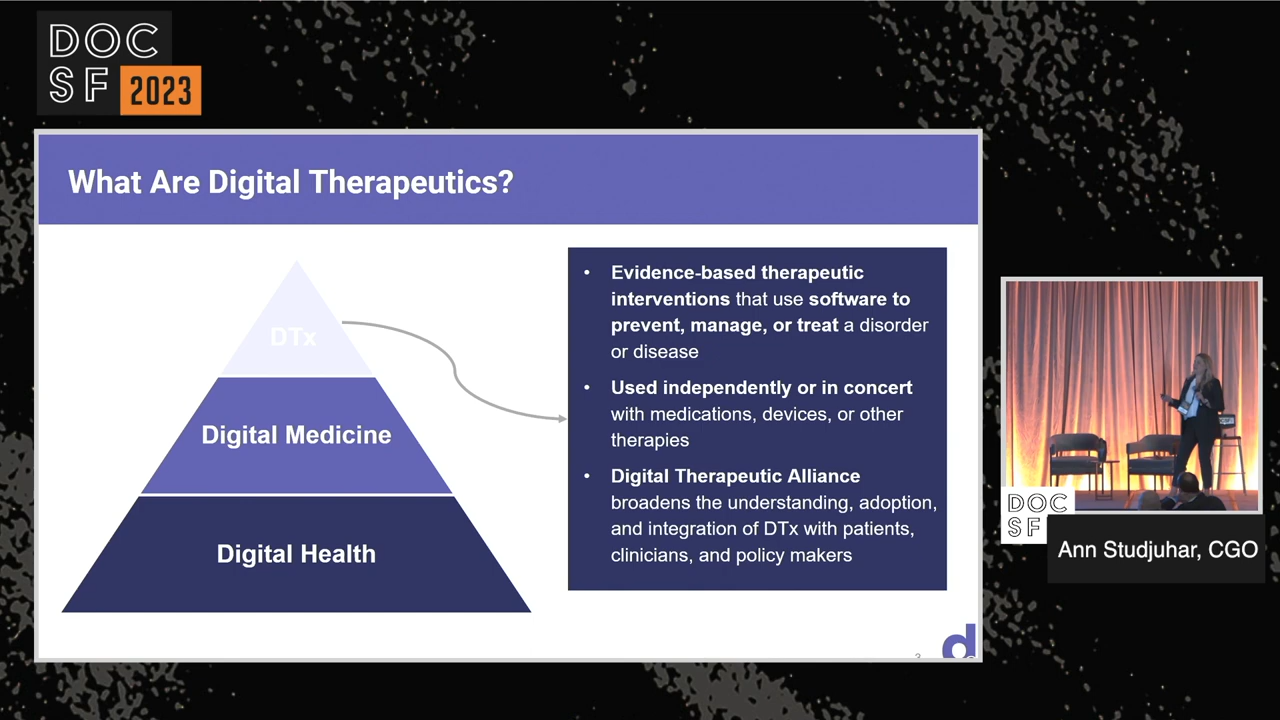 DOC
SF 2023
What Are Digital Therapeutics?
DTx
Digital Medicine
Digital Health
• Evidence-based therapeutic
interventions that use software to
prevent, manage, or treat a disorder
or disease
• Used independently or in concert
with medications, devices, or other
therapies
• Digital Therapeutic Alliance
broadens the understanding, adoption,
and integration of DTx with patients,
clinicians, and policy makers
d
DOC
SF
Ann Studjuhar, CGO